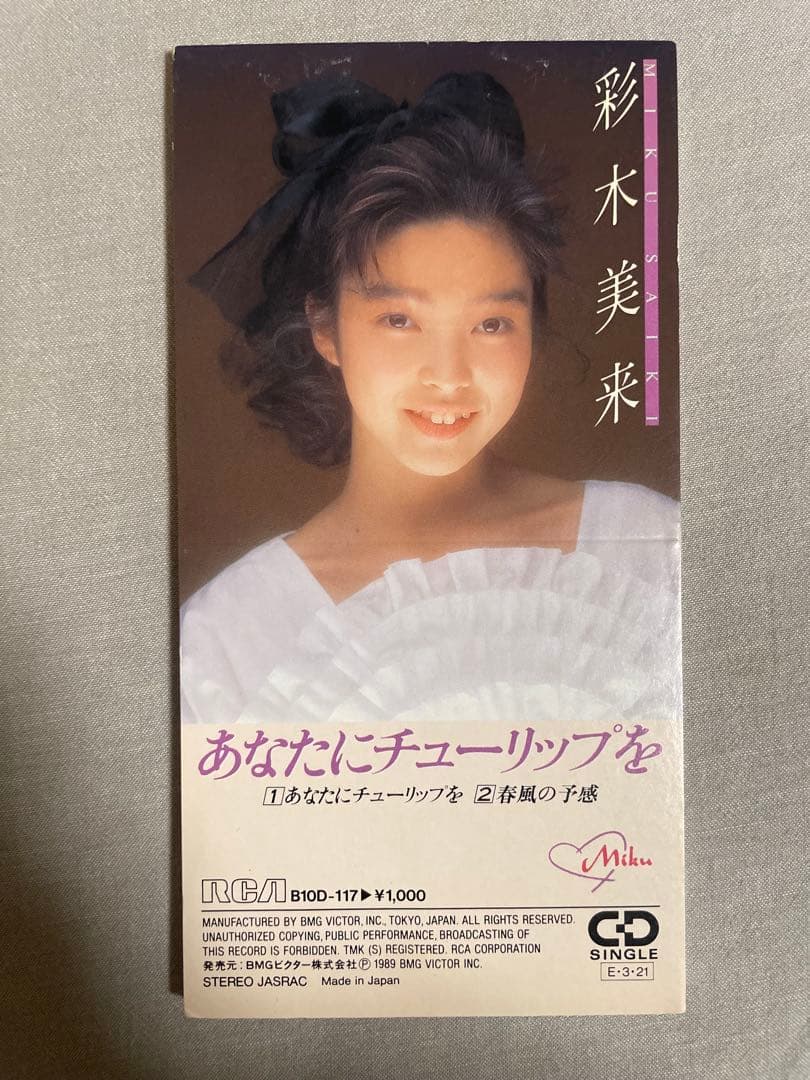 彩木美来
MIKU SAIKI
あなたにチューリップを
1 あなたにチューリップを 2 春風の予感
Miku
RCA B10D-117▶¥1,000
MANUFACTURED BY BMG VICTOR, INC., TOKYO, JAPAN. ALL RIGHTS RESERVED.
UNAUTHORIZED COPYING, PUBLIC PERFORMANCE, BROADCASTING OF
THIS RECORD IS FORBIDDEN. TMK (S) REGISTERED. RCA CORPORATION
発売元:BMGビクター株式会社Ⓟ 1989 BMG VICTOR INC.
STEREO JASRAC Made in Japan
CD
SINGLE
E・3・21